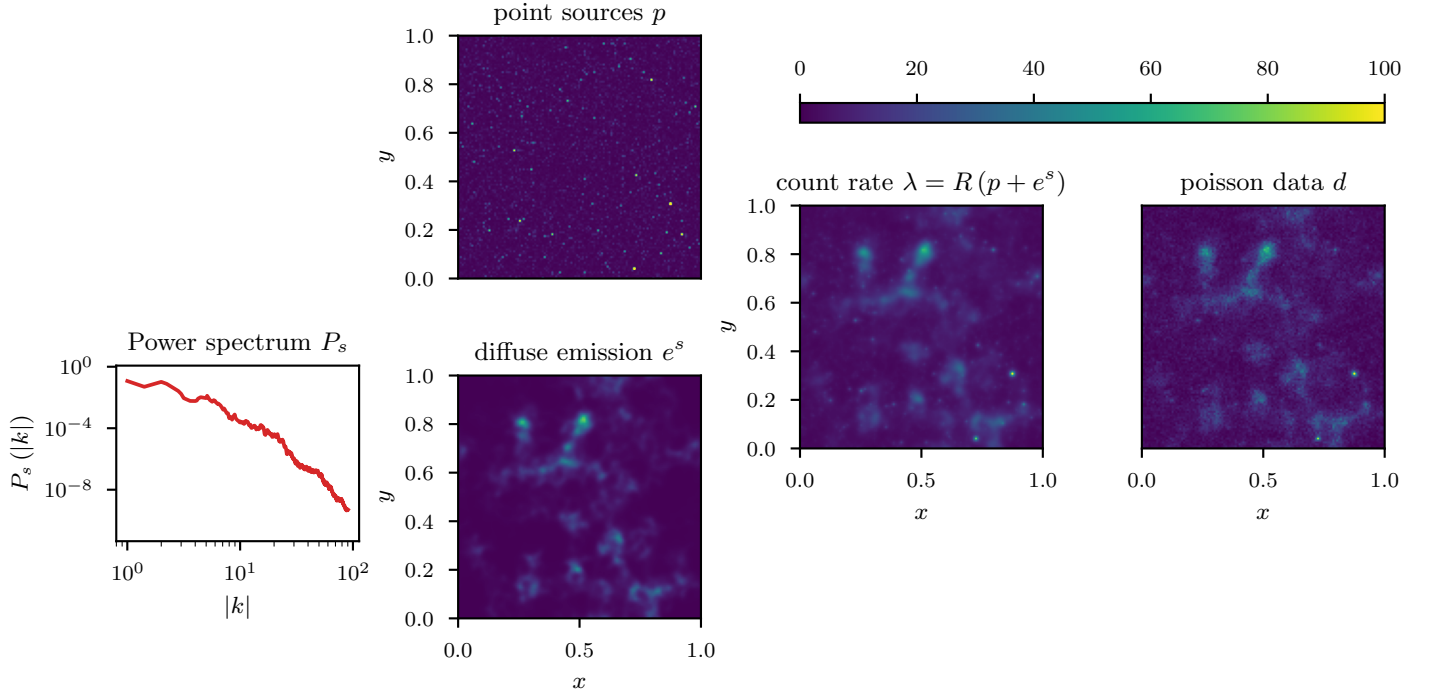 point sources p
1.0
0.8
0.6
0.4
0.2
0.0
y
0 20 40 60 80 100
count rate λ = R (p + e^s)
1.0
0.8
0.6
0.4
0.2
0.0
y
0.0 0.5 1.0
x
poisson data d
0.0 0.5 1.0
x
Power spectrum P_s
10^0
10^−4
10^−8
P_s (|k|)
10^0 10^1 10^2
|k|
diffuse emission e^s
1.0
0.8
0.6
0.4
0.2
0.0
y
0.0 0.5 1.0
x